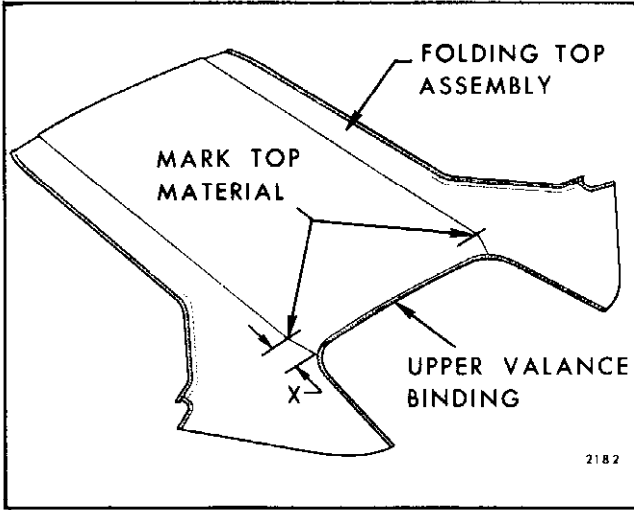 FOLDING TOP
ASSEMBLY
MARK TOP
MATERIAL
X
UPPER VALANCE
BINDING
2182